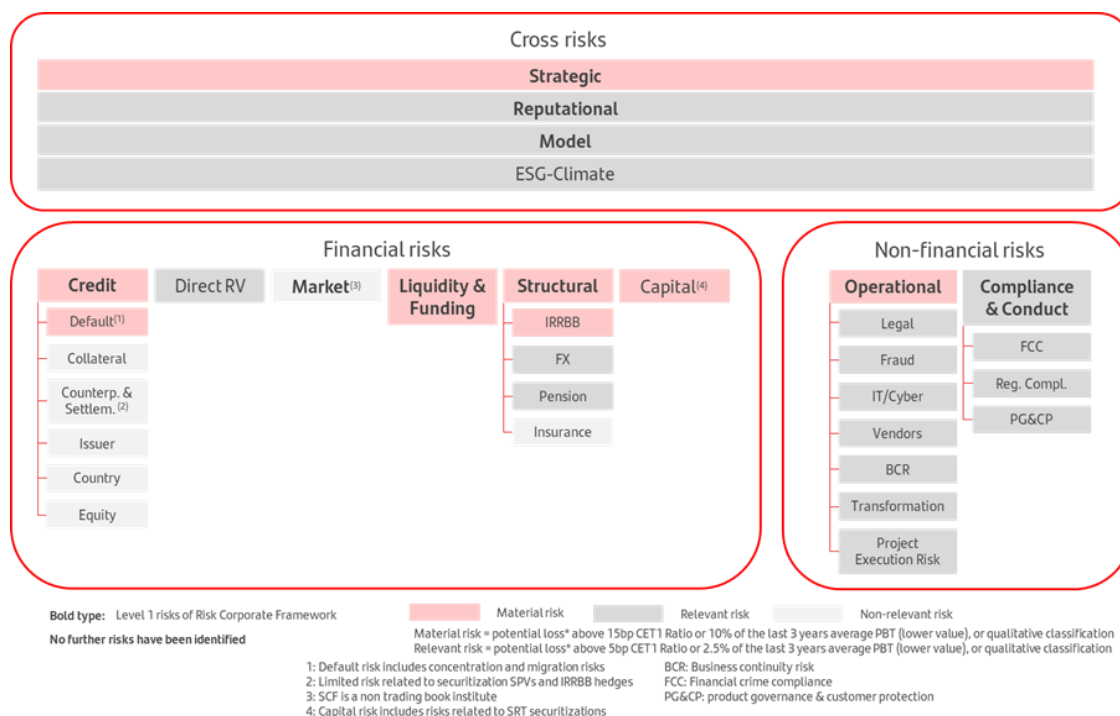 Cross risks
Strategic
Reputational
Model
ESG-Climate
Financial risks
Credit
Direct RV
Market(3)
Liquidity &
Funding
Structural
Capital(4)
Default(1)
Collateral
Counterp. &
Settlem. (2)
Issuer
Country
Equity
IRRBB
FX
Pension
Insurance
Non-financial risks
Operational
Legal
Fraud
IT/Cyber
Vendors
BCR
Transformation
Project
Execution Risk
Compliance
& Conduct
FCC
Reg. Compl.
PG&CP
Bold type: Level 1 risks of Risk Corporate Framework
No further risks have been identified
Material risk
Relevant risk
Non-relevant risk
Material risk = potential loss* above 15bp CET1 Ratio or 10% of the last 3 years average PBT (lower value), or qualitative classification
Relevant risk = potential loss* above 5bp CET1 Ratio or 2.5% of the last 3 years average PBT (lower value), or qualitative classification
1: Default risk includes concentration and migration risks
2: Limited risk related to securitization SPVs and IRRBB hedges
3: SCF is a non trading book institute
4: Capital risk includes risks related to SRT securitizations
BCR: Business continuity risk
FCC: Financial crime compliance
PG&CP: product governance & customer protection